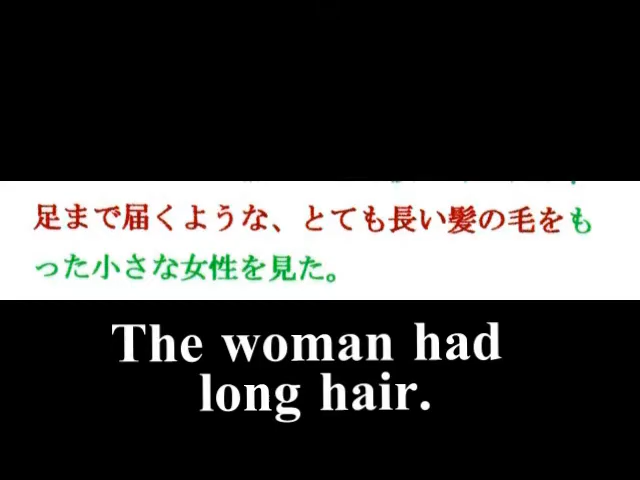 足まで届くような、とても長い髪の毛をも
った小さな女性を見た。
The woman had
long hair.